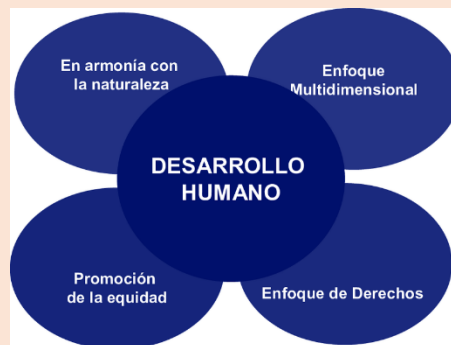 En armonía con
la naturaleza
Enfoque
Multidimensional
DESARROLLO
HUMANO
Promoción
de la equidad
Enfoque de Derechos